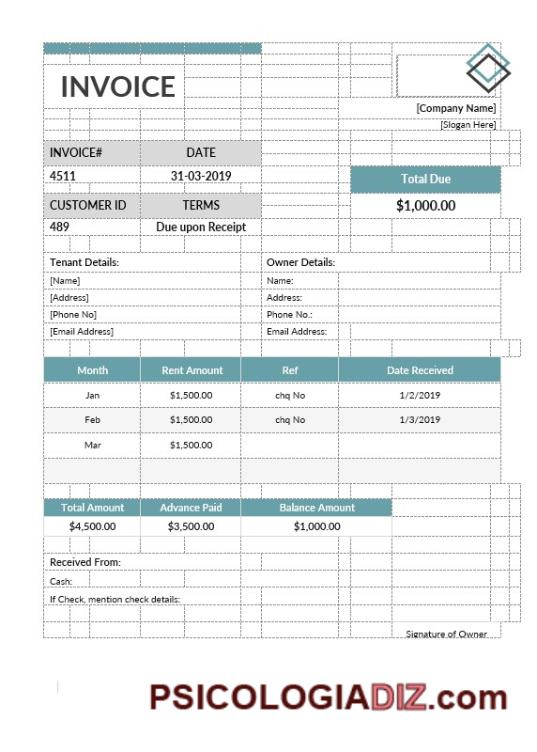 INVOICE
[Company Name]
[Slogan Here]
INVOICE# DATE
4511 31-03-2019
Total Due
CUSTOMER ID TERMS
$1,000.00
489 Due upon Receipt
Tenant Details: Owner Details:
[Name] Name:
[Address] Address:
[Phone No] Phone No.:
[Email Address] Email Address:
Month Rent Amount Ref Date Received
Jan $1,500.00 chq No 1/2/2019
Feb $1,500.00 chq No 1/3/2019
Mar $1,500.00
Total Amount Advance Paid Balance Amount
$4,500.00 $3,500.00 $1,000.00
Received From:
Cash:
If Check, mention check details:
Signature of Owner
PSICOLOGIADIZ.com